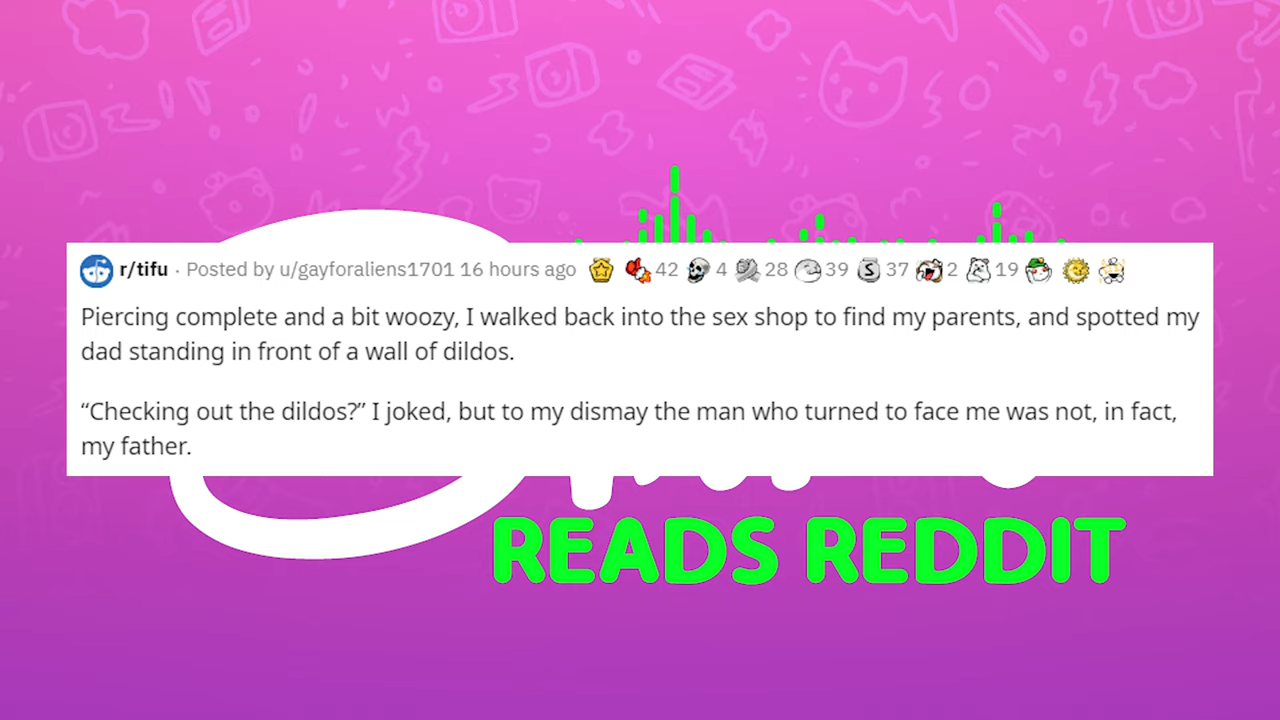 r/tifu · Posted by u/gayforaliens1701 16 hours ago 42 4 28 39 37 2 19
Piercing complete and a bit woozy, I walked back into the sex shop to find my parents, and spotted my
dad standing in front of a wall of dildos.
“Checking out the dildos?” I joked, but to my dismay the man who turned to face me was not, in fact,
my father.
READS REDDIT